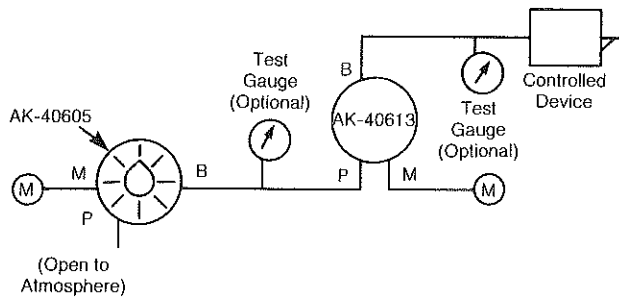 Test
Gauge
(Optional)
B
AK-40613
P
M
M
Test
Gauge
(Optional)
Controlled
Device
AK-40605
M
M
B
P
(Open to
Atmosphere)